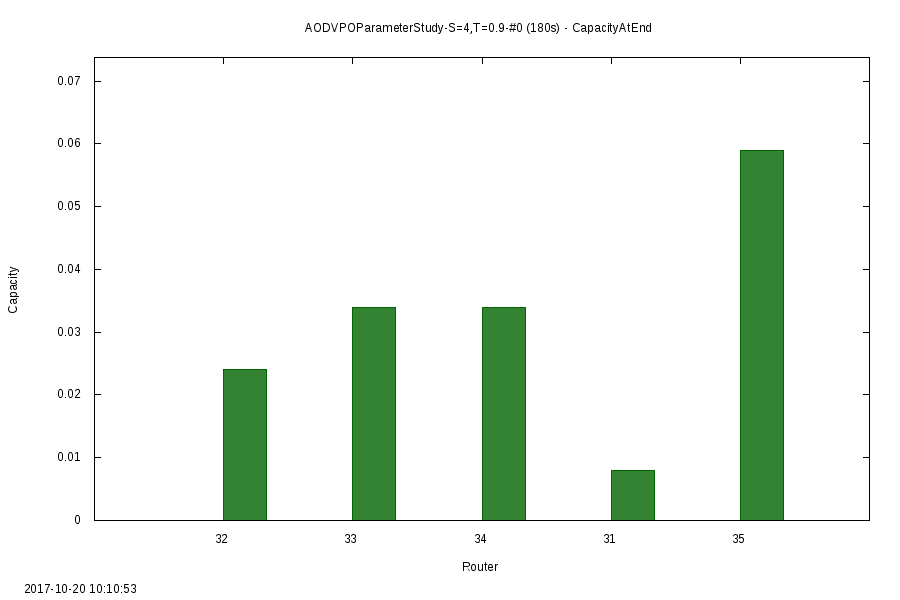 AODVPOParameterStudy-S=4,T=0.9-#0 (180s) - CapacityAtEnd
0.07
0.06
0.05
0.04
0.03
0.02
0.01
0
Capacity
32 33 34 31 35
Router
2017-10-20 10:10:53